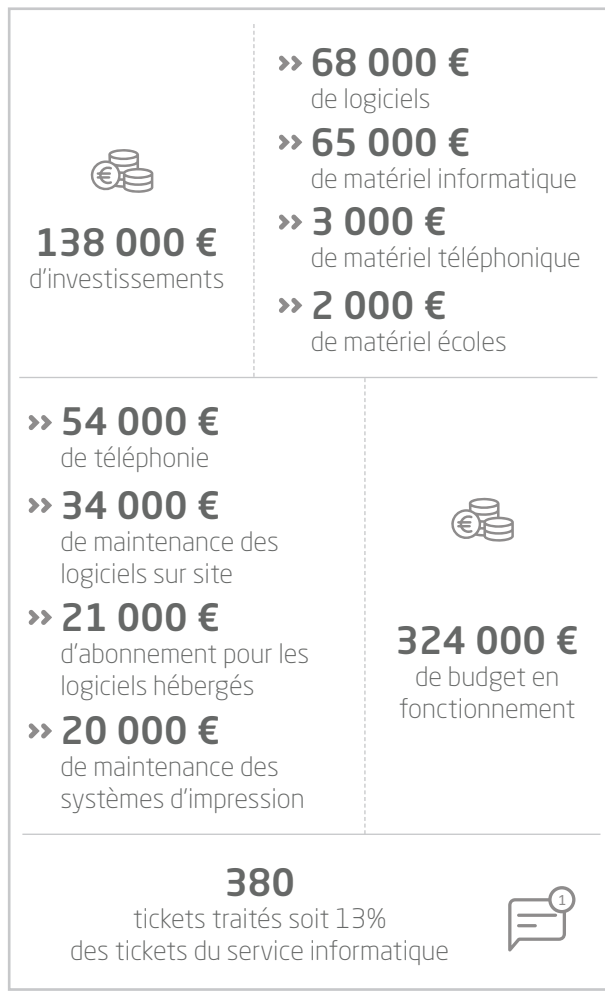 138 000 €
d'investissements
›› 68 000 €
de logiciels
›› 65 000 €
de matériel informatique
›› 3 000 €
de matériel téléphonique
›› 2 000 €
de matériel écoles
›› 54 000 €
de téléphonie
›› 34 000 €
de maintenance des
logiciels sur site
›› 21 000 €
d'abonnement pour les
logiciels hébergés
›› 20 000 €
de maintenance des
systèmes d'impression
324 000 €
de budget en
fonctionnement
380
tickets traités soit 13%
des tickets du service informatique
1